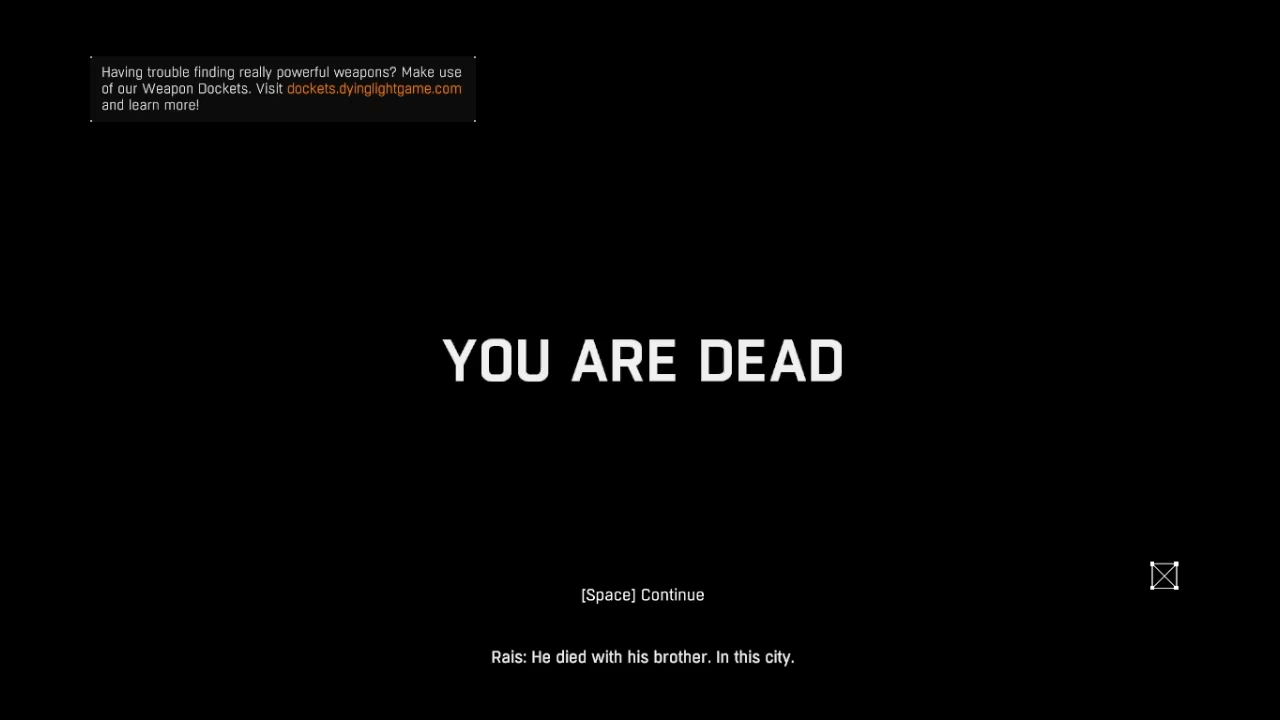 Having trouble finding really powerful weapons? Make use
of our Weapon Dockets. Visit dockets.dyinglightgame.com
and learn more!
YOU ARE DEAD
[Space] Continue
Rais: He died with his brother. In this city.